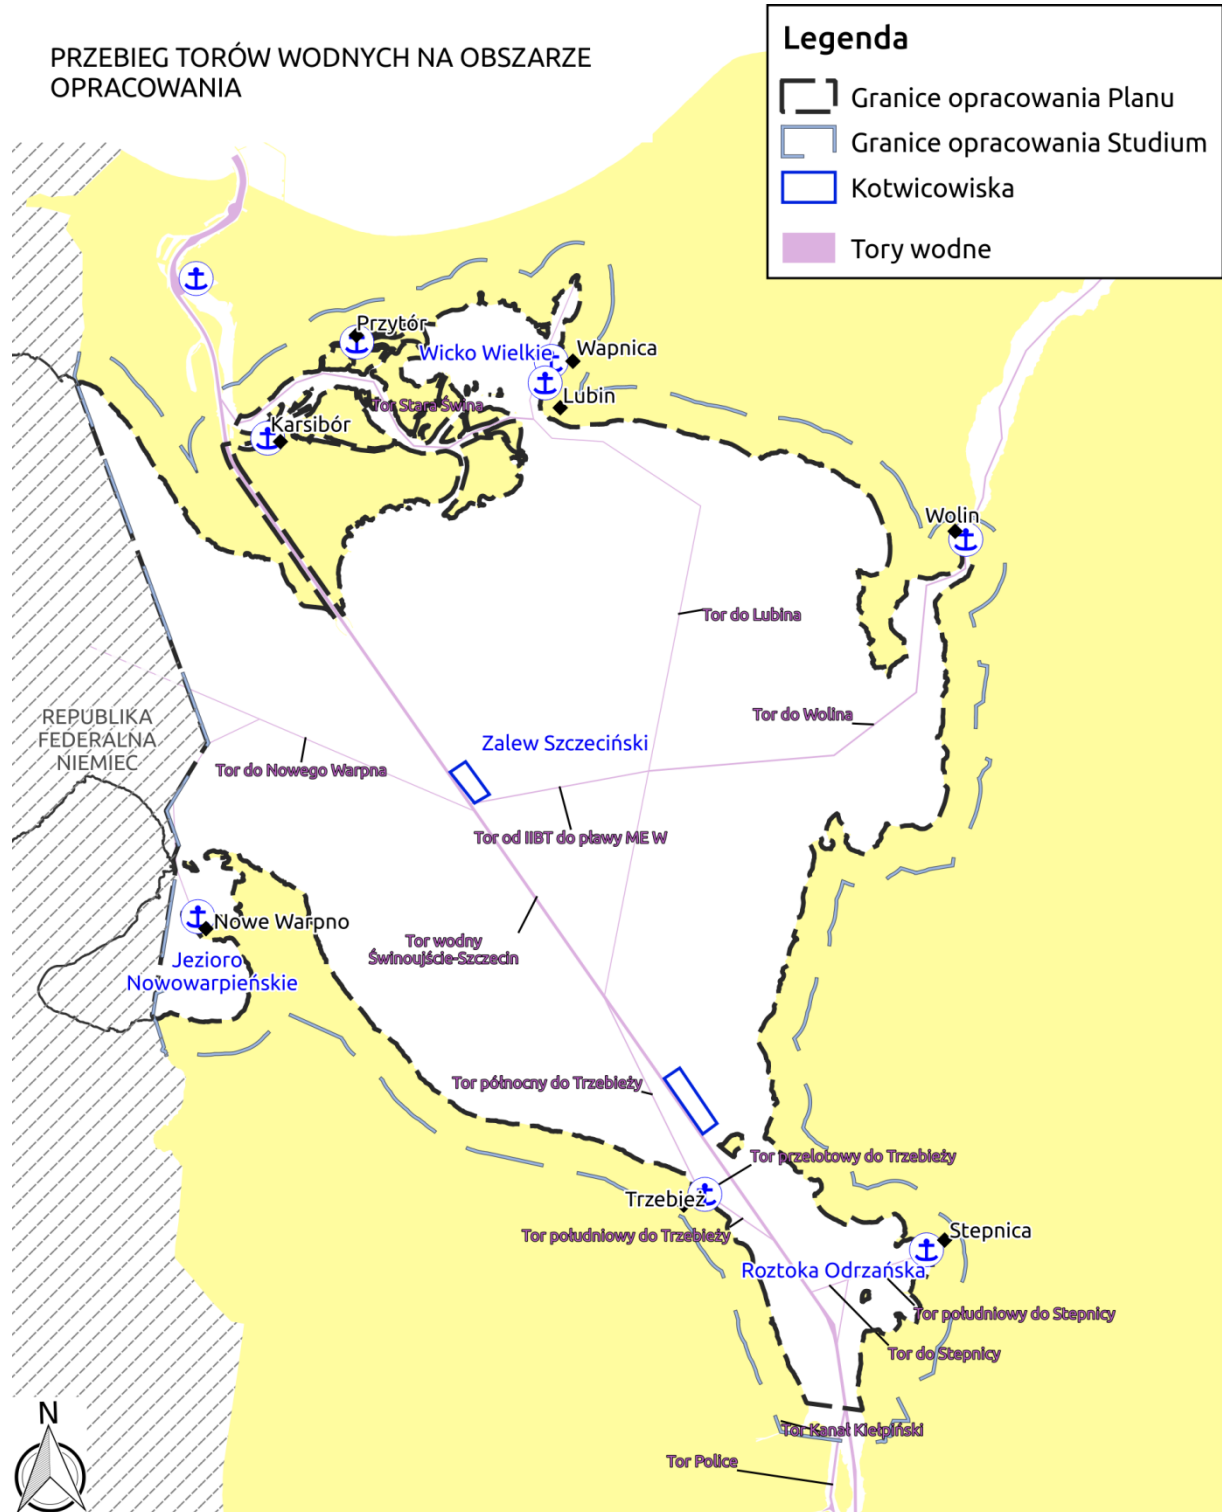 PRZEBIEG TORÓW WODNYCH NA OBSZARZE
OPRACOWANIA
Legenda
Granice opracowania Planu
Granice opracowania Studium
Kotwicowiska
Tory wodne
Przytór
Wicko Wielkie
Wapnica
Lubin
Tor Stara Świna
Karsibór
Wolin
Tor do Lubina
REPUBLIKA
FEDERALNA
NIEMIEC
Tor do Wolina
Zalew Szczeciński
Tor do Nowego Warpna
Tor od IIBT do pławy ME W
Nowe Warpno
Tor wodny
Świnoujście-Szczecin
Jezioro
Nowowarpieńskie
Tor północny do Trzebieży
Tor przelotowy do Trzebieży
Trzebież
Tor południowy do Trzebieży
Stepnica
Roztoka Odrzańska
Tor południowy do Stepnicy
Tor do Stepnicy
Tor Kanał Kiełpiński
Tor Police
N